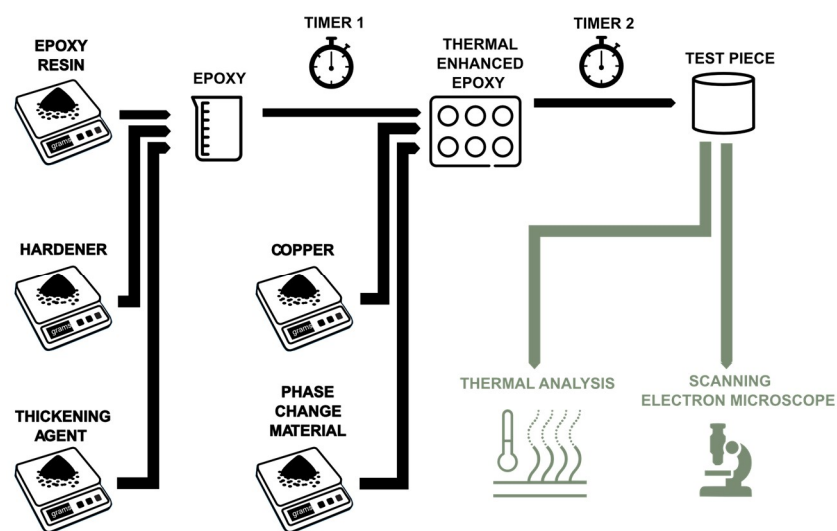 TIMER 1
TIMER 2
EPOXY
RESIN
EPOXY
THERMAL
ENHANCED
EPOXY
TEST PIECE
grams
HARDENER
COPPER
grams
grams
THERMAL ANALYSIS
SCANNING
ELECTRON MICROSCOPE
THICKENING
AGENT
PHASE
CHANGE
MATERIAL
grams
grams